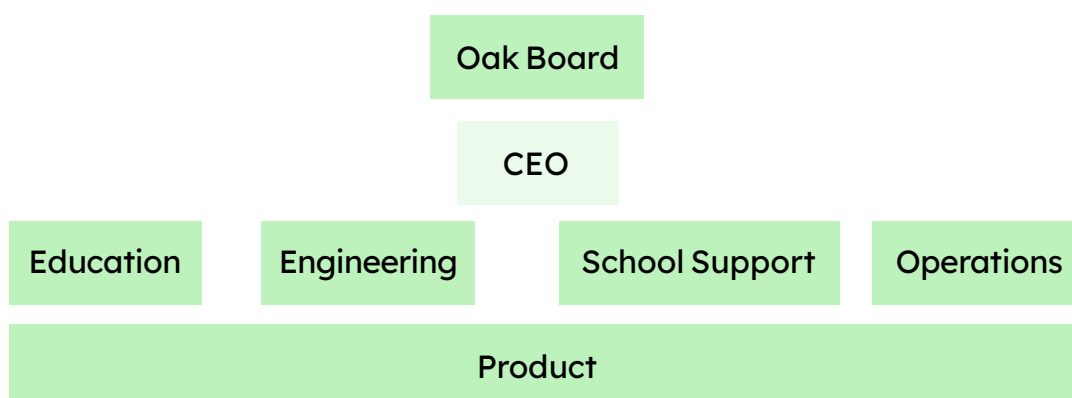 Oak Board
CEO
Education
Engineering
School Support
Operations
Product